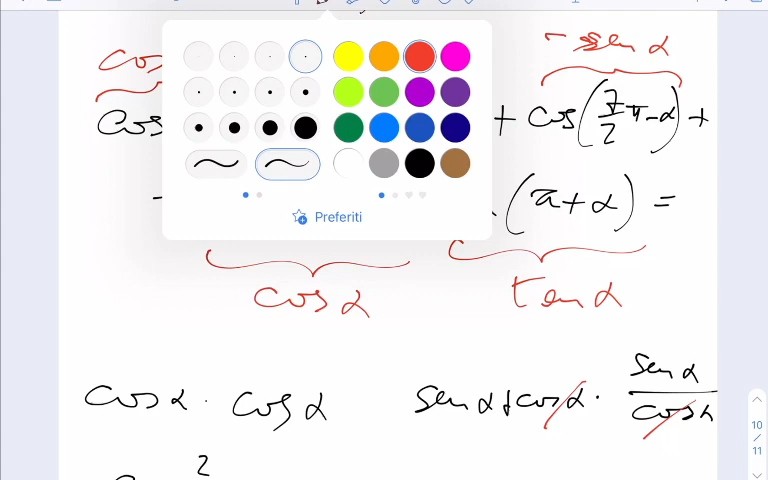 cos - sen α
cos + cos(7/2 π-α) +
- (π+α) =
Preferiti
cos α tan α
cos α · cos α sen α + cos α · sen α / cos α
2
10
/
11